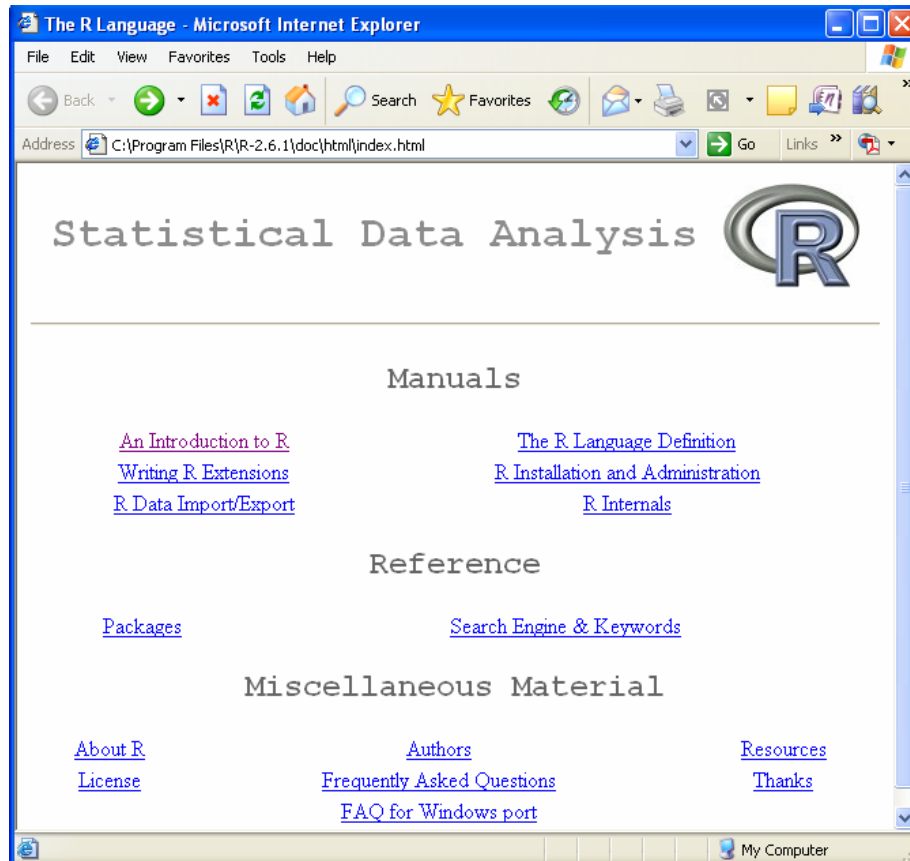 The R Language - Microsoft Internet Explorer
File Edit View Favorites Tools Help
Back Search Favorites
Address C:\Program Files\R\R-2.6.1\doc\html\index.html Go Links
Statistical Data Analysis R
Manuals
An Introduction to R The R Language Definition
Writing R Extensions R Installation and Administration
R Data Import/Export R Internals
Reference
Packages Search Engine & Keywords
Miscellaneous Material
About R Authors Resources
License Frequently Asked Questions Thanks
FAQ for Windows port
My Computer